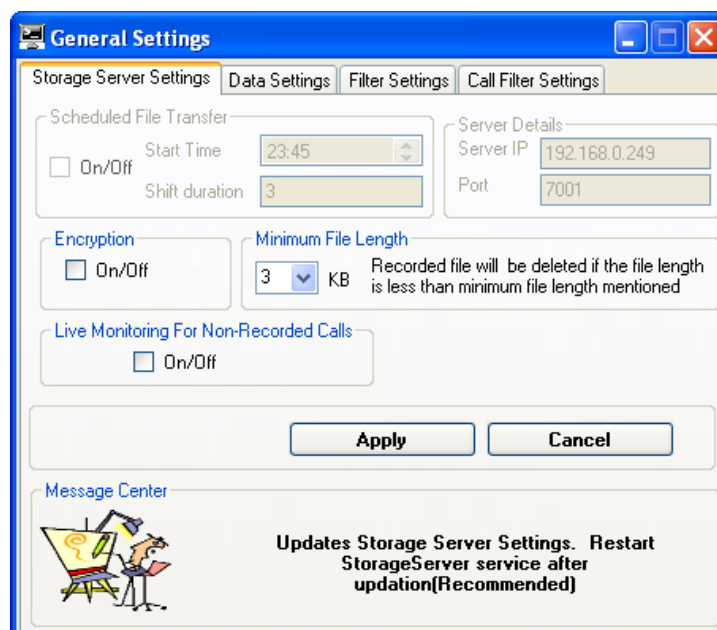 General Settings
Storage Server Settings Data Settings Filter Settings Call Filter Settings
Scheduled File Transfer
On/Off
Start Time 23:45
Shift duration 3
Server Details
Server IP 192.168.0.249
Port 7001
Encryption
On/Off
Minimum File Length
3 KB
Recorded file will be deleted if the file length
is less than minimum file length mentioned
Live Monitoring For Non-Recorded Calls
On/Off
Apply Cancel
Message Center
Updates Storage Server Settings. Restart
StorageServer service after
updation(Recommended)